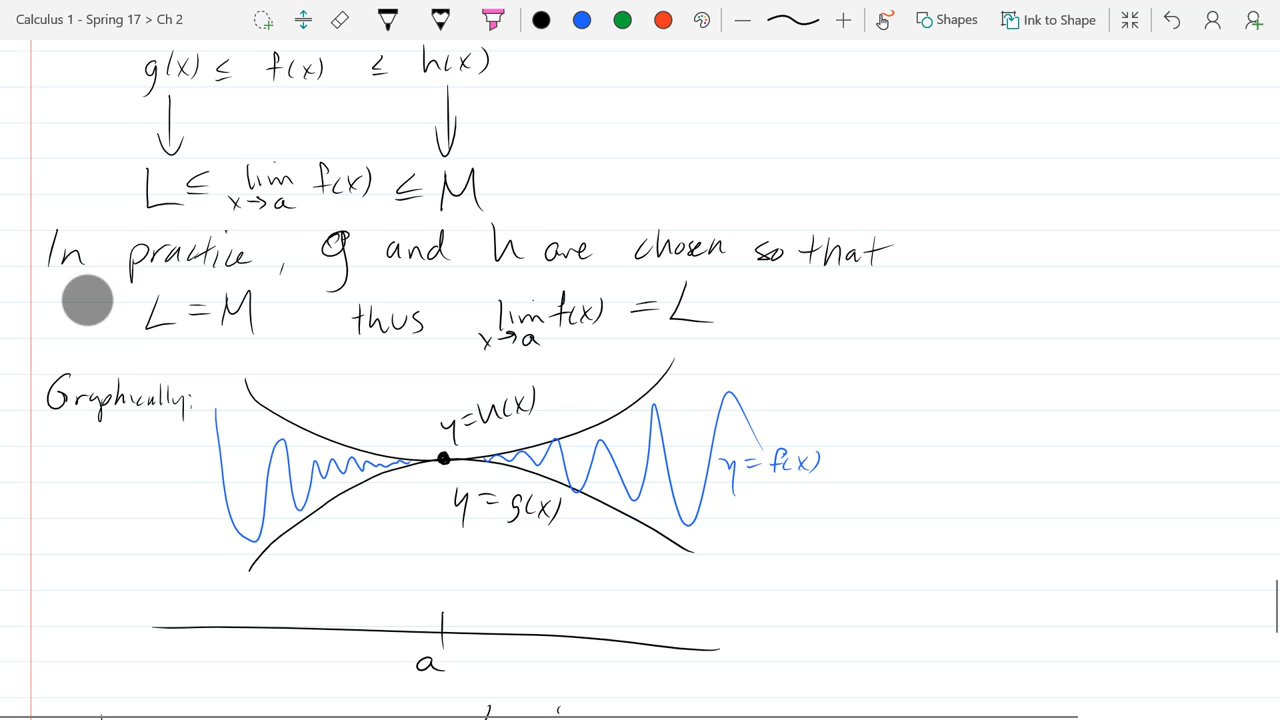 Calculus 1 - Spring 17 > Ch 2
Shapes
Ink to Shape
g(x) ≤ f(x) ≤ h(x)
L ≤ lim x→a f(x) ≤ M
In practice, g and h are chosen so that
L = M thus lim x→a f(x) = L
Graphically:
y = h(x)
y = f(x)
y = g(x)
a